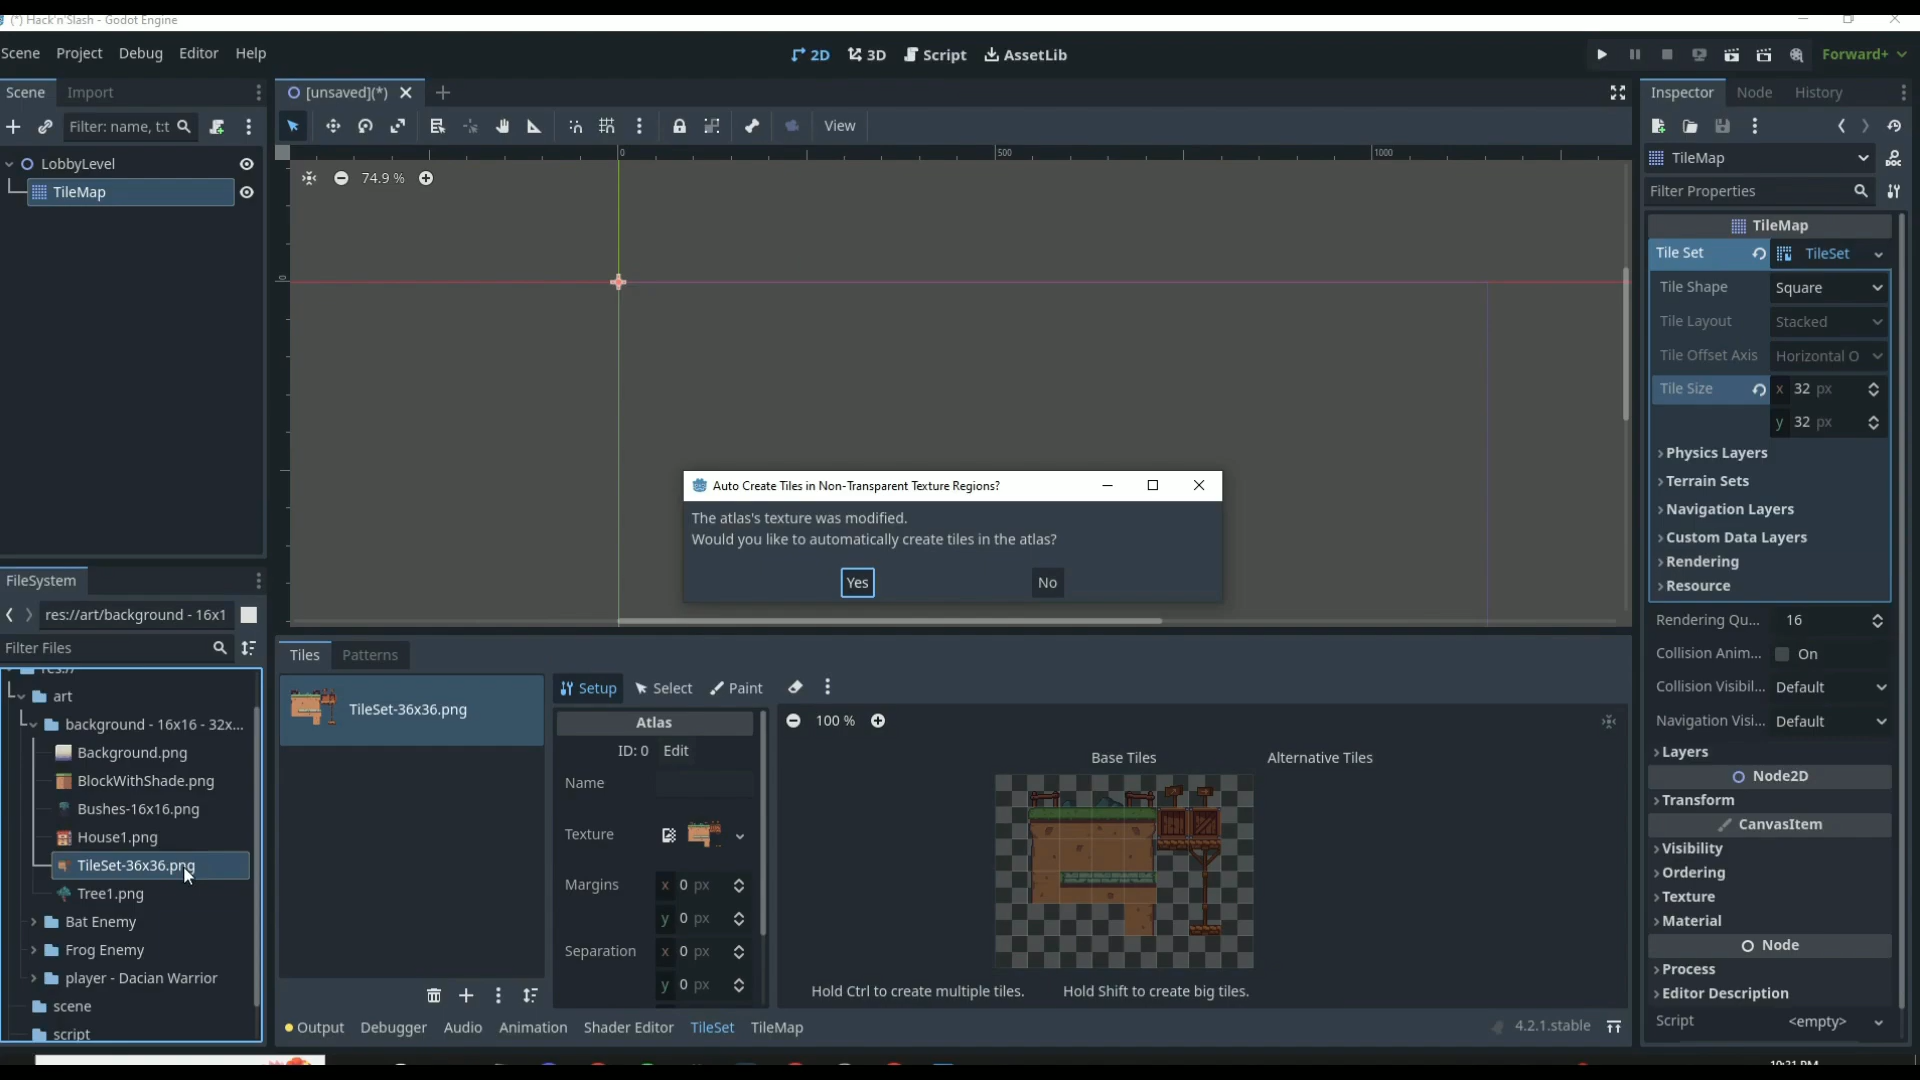 (*) Hack'n'Slash - Godot Engine
Scene Project Debug Editor Help
2D 3D Script AssetLib
Forward+
Scene Import
[unsaved](*)
Inspector Node History
Filter: name, t:t
View
TileMap
Filter Properties
LobbyLevel
TileMap
0 500 1000
74.9 %
0
TileMap
Tile Set TileSet
Tile Shape Square
Tile Layout Stacked
Tile Offset Axis Horizontal O
Tile Size x 32 px
y 32 px
Physics Layers
Terrain Sets
Navigation Layers
Custom Data Layers
Rendering
Resource
Rendering Qu... 16
Collision Anim... On
Collision Visibil... Default
Navigation Visi... Default
Layers
Node2D
Transform
CanvasItem
Visibility
Ordering
Texture
Material
Node
Process
Editor Description
Script <empty>
Auto Create Tiles in Non-Transparent Texture Regions?
The atlas's texture was modified.
Would you like to automatically create tiles in the atlas?
Yes No
FileSystem
res://art/background - 16x1
Filter Files
res://
art
background - 16x16 - 32x...
Background.png
BlockWithShade.png
Bushes-16x16.png
House1.png
TileSet-36x36.png
Tree1.png
Bat Enemy
Frog Enemy
player - Dacian Warrior
scene
script
Tiles Patterns
TileSet-36x36.png
Setup Select Paint
Atlas
ID: 0 Edit
Name
Texture
Margins x 0 px
y 0 px
Separation x 0 px
y 0 px
100 %
Base Tiles Alternative Tiles
Hold Ctrl to create multiple tiles. Hold Shift to create big tiles.
Output Debugger Audio Animation Shader Editor TileSet TileMap
4.2.1.stable
10:31 PM